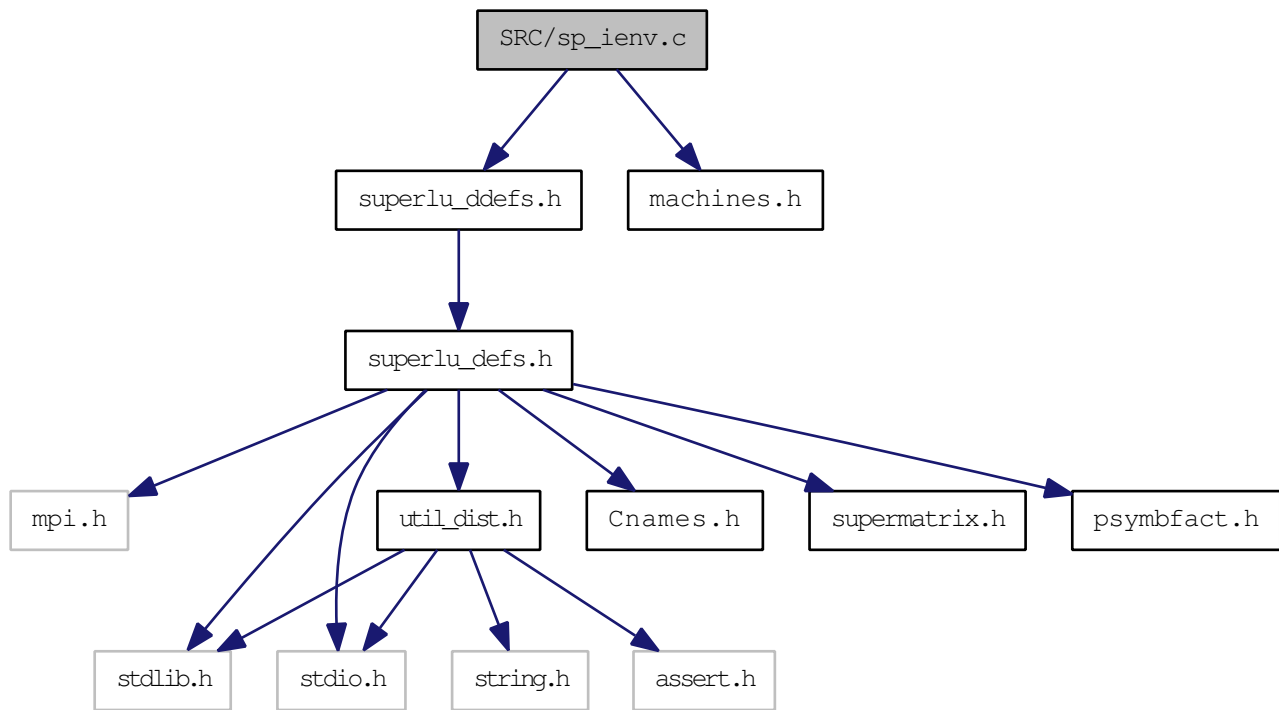 SRC/sp_ienv.c
superlu_ddefs.h
machines.h
superlu_defs.h
mpi.h
util_dist.h
Cnames.h
supermatrix.h
psymbfact.h
stdlib.h
stdio.h
string.h
assert.h